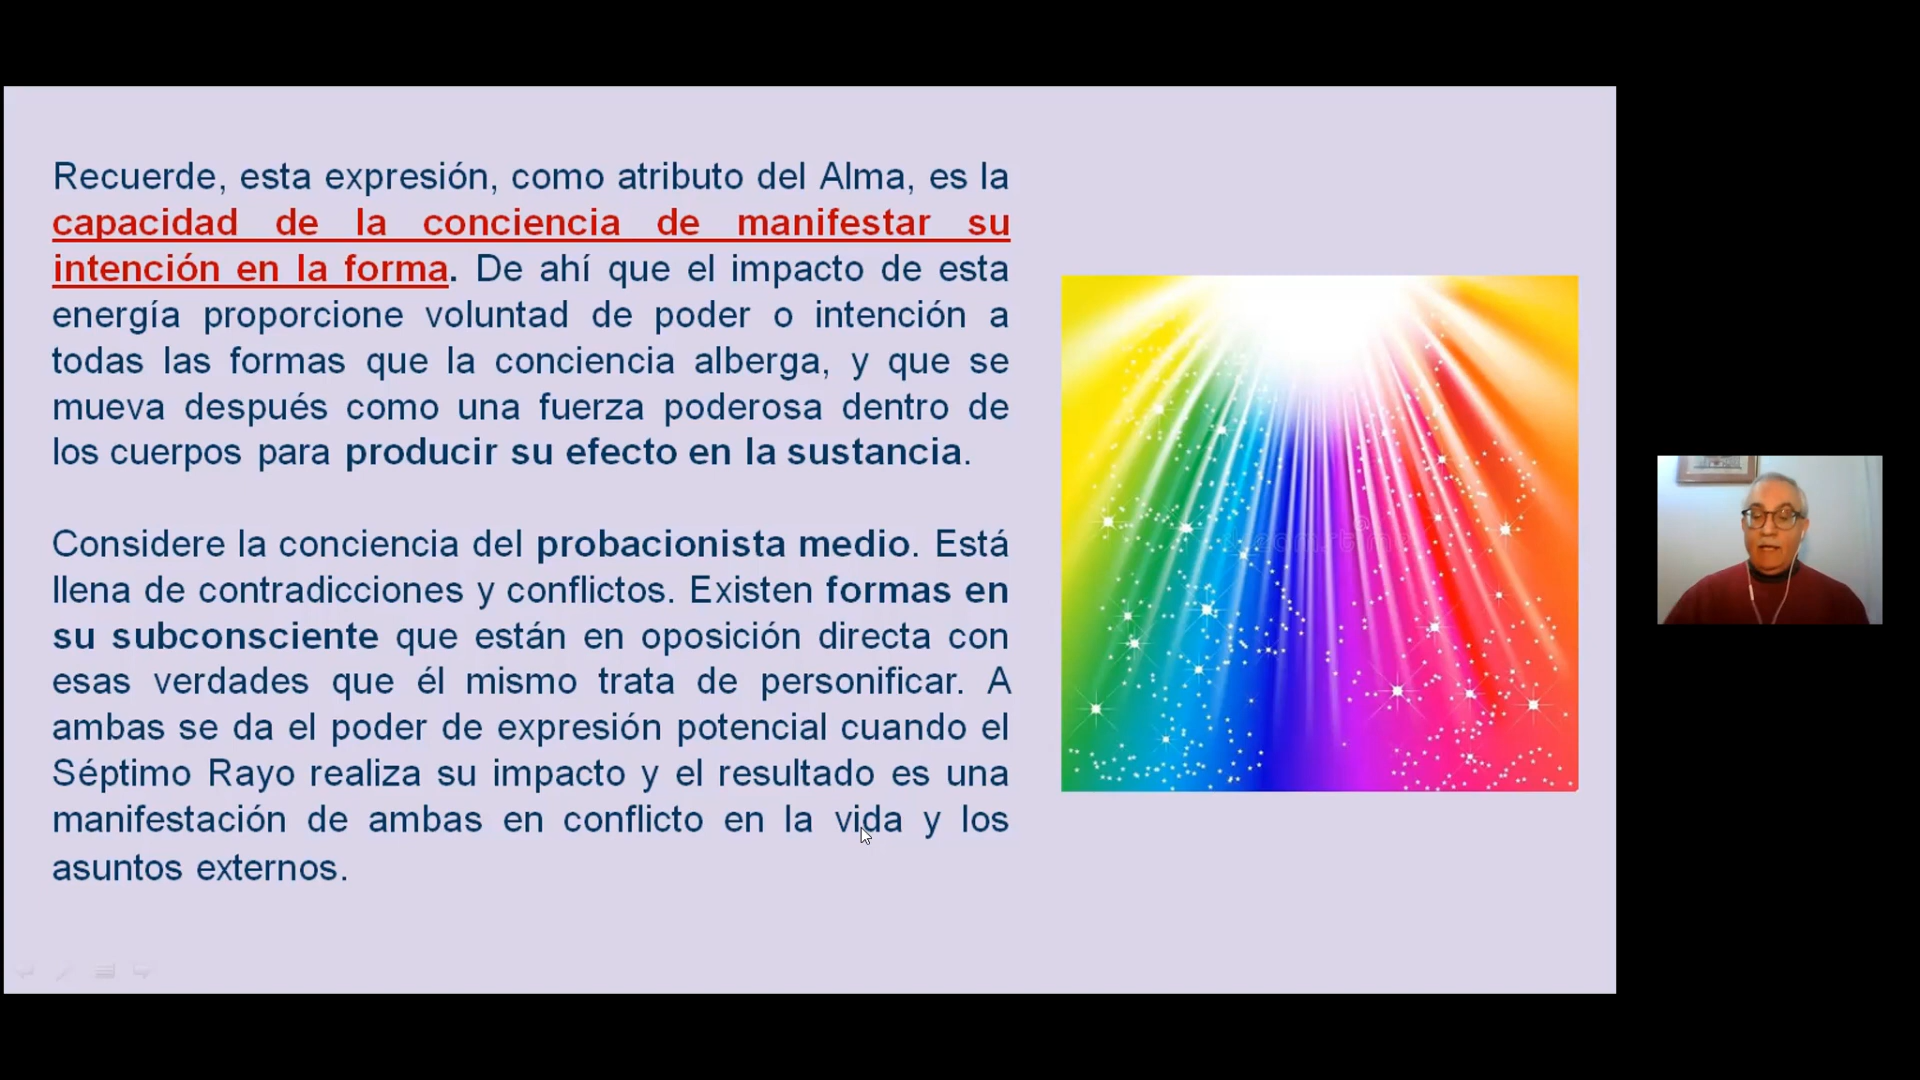 Recuerde, esta expresión, como atributo del Alma, es la
capacidad de la conciencia de manifestar su
intención en la forma. De ahí que el impacto de esta
energía proporcione voluntad de poder o intención a
todas las formas que la conciencia alberga, y que se
mueva después como una fuerza poderosa dentro de
los cuerpos para producir su efecto en la sustancia.
Considere la conciencia del probacionista medio. Está
llena de contradicciones y conflictos. Existen formas en
su subconsciente que están en oposición directa con
esas verdades que él mismo trata de personificar. A
ambas se da el poder de expresión potencial cuando el
Séptimo Rayo realiza su impacto y el resultado es una
manifestación de ambas en conflicto en la vida y los
asuntos externos.